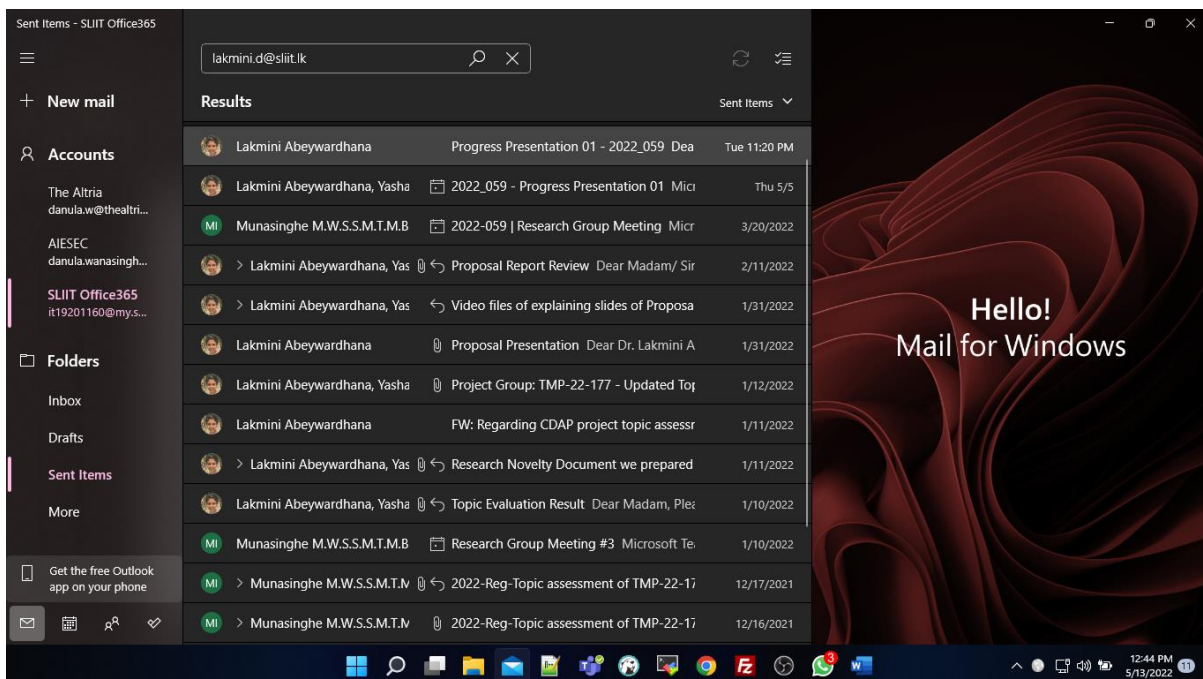 Sent Items - SLIIT Office365
lakmini.d@sliit.lk
New mail
Results
Sent Items
Accounts
The Altria
danula.w@thealtri...
AIESEC
danula.wanasingh...
SLIIT Office365
it19201160@my.s...
Folders
Inbox
Drafts
Sent Items
More
Get the free Outlook
app on your phone
Lakmini Abeywardhana Progress Presentation 01 - 2022_059 Dea Tue 11:20 PM
Lakmini Abeywardhana, Yasha 2022_059 - Progress Presentation 01 Micr Thu 5/5
MI Munasinghe M.W.S.S.M.T.M.B 2022-059 | Research Group Meeting Micr 3/20/2022
> Lakmini Abeywardhana, Yas Proposal Report Review Dear Madam/ Sir 2/11/2022
> Lakmini Abeywardhana, Yas Video files of explaining slides of Proposa 1/31/2022
Lakmini Abeywardhana Proposal Presentation Dear Dr. Lakmini A 1/31/2022
Lakmini Abeywardhana, Yasha Project Group: TMP-22-177 - Updated Top 1/12/2022
Lakmini Abeywardhana FW: Regarding CDAP project topic assessr 1/11/2022
> Lakmini Abeywardhana, Yas Research Novelty Document we prepared 1/11/2022
Lakmini Abeywardhana, Yasha Topic Evaluation Result Dear Madam, Plea 1/10/2022
MI Munasinghe M.W.S.S.M.T.M.B Research Group Meeting #3 Microsoft Te 1/10/2022
MI > Munasinghe M.W.S.S.M.T.M 2022-Reg-Topic assessment of TMP-22-17 12/17/2021
MI > Munasinghe M.W.S.S.M.T.M 2022-Reg-Topic assessment of TMP-22-17 12/16/2021
Hello!
Mail for Windows
3
12:44 PM
5/13/2022
11